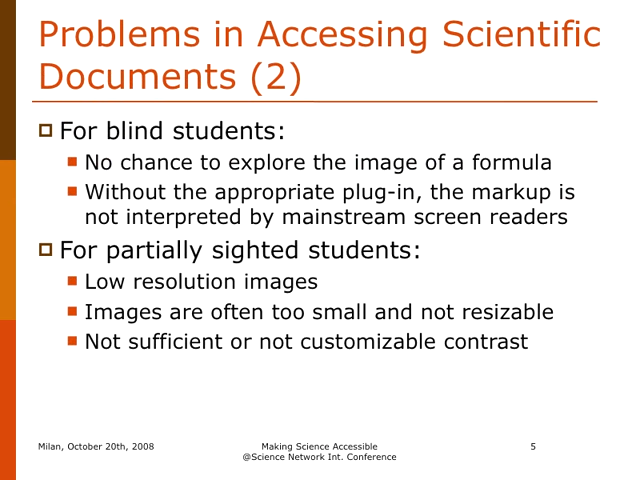 Problems in Accessing Scientific
Documents (2)
For blind students:
No chance to explore the image of a formula
Without the appropriate plug-in, the markup is
not interpreted by mainstream screen readers
For partially sighted students:
Low resolution images
Images are often too small and not resizable
Not sufficient or not customizable contrast
Milan, October 20th, 2008
Making Science Accessible
@Science Network Int. Conference
5